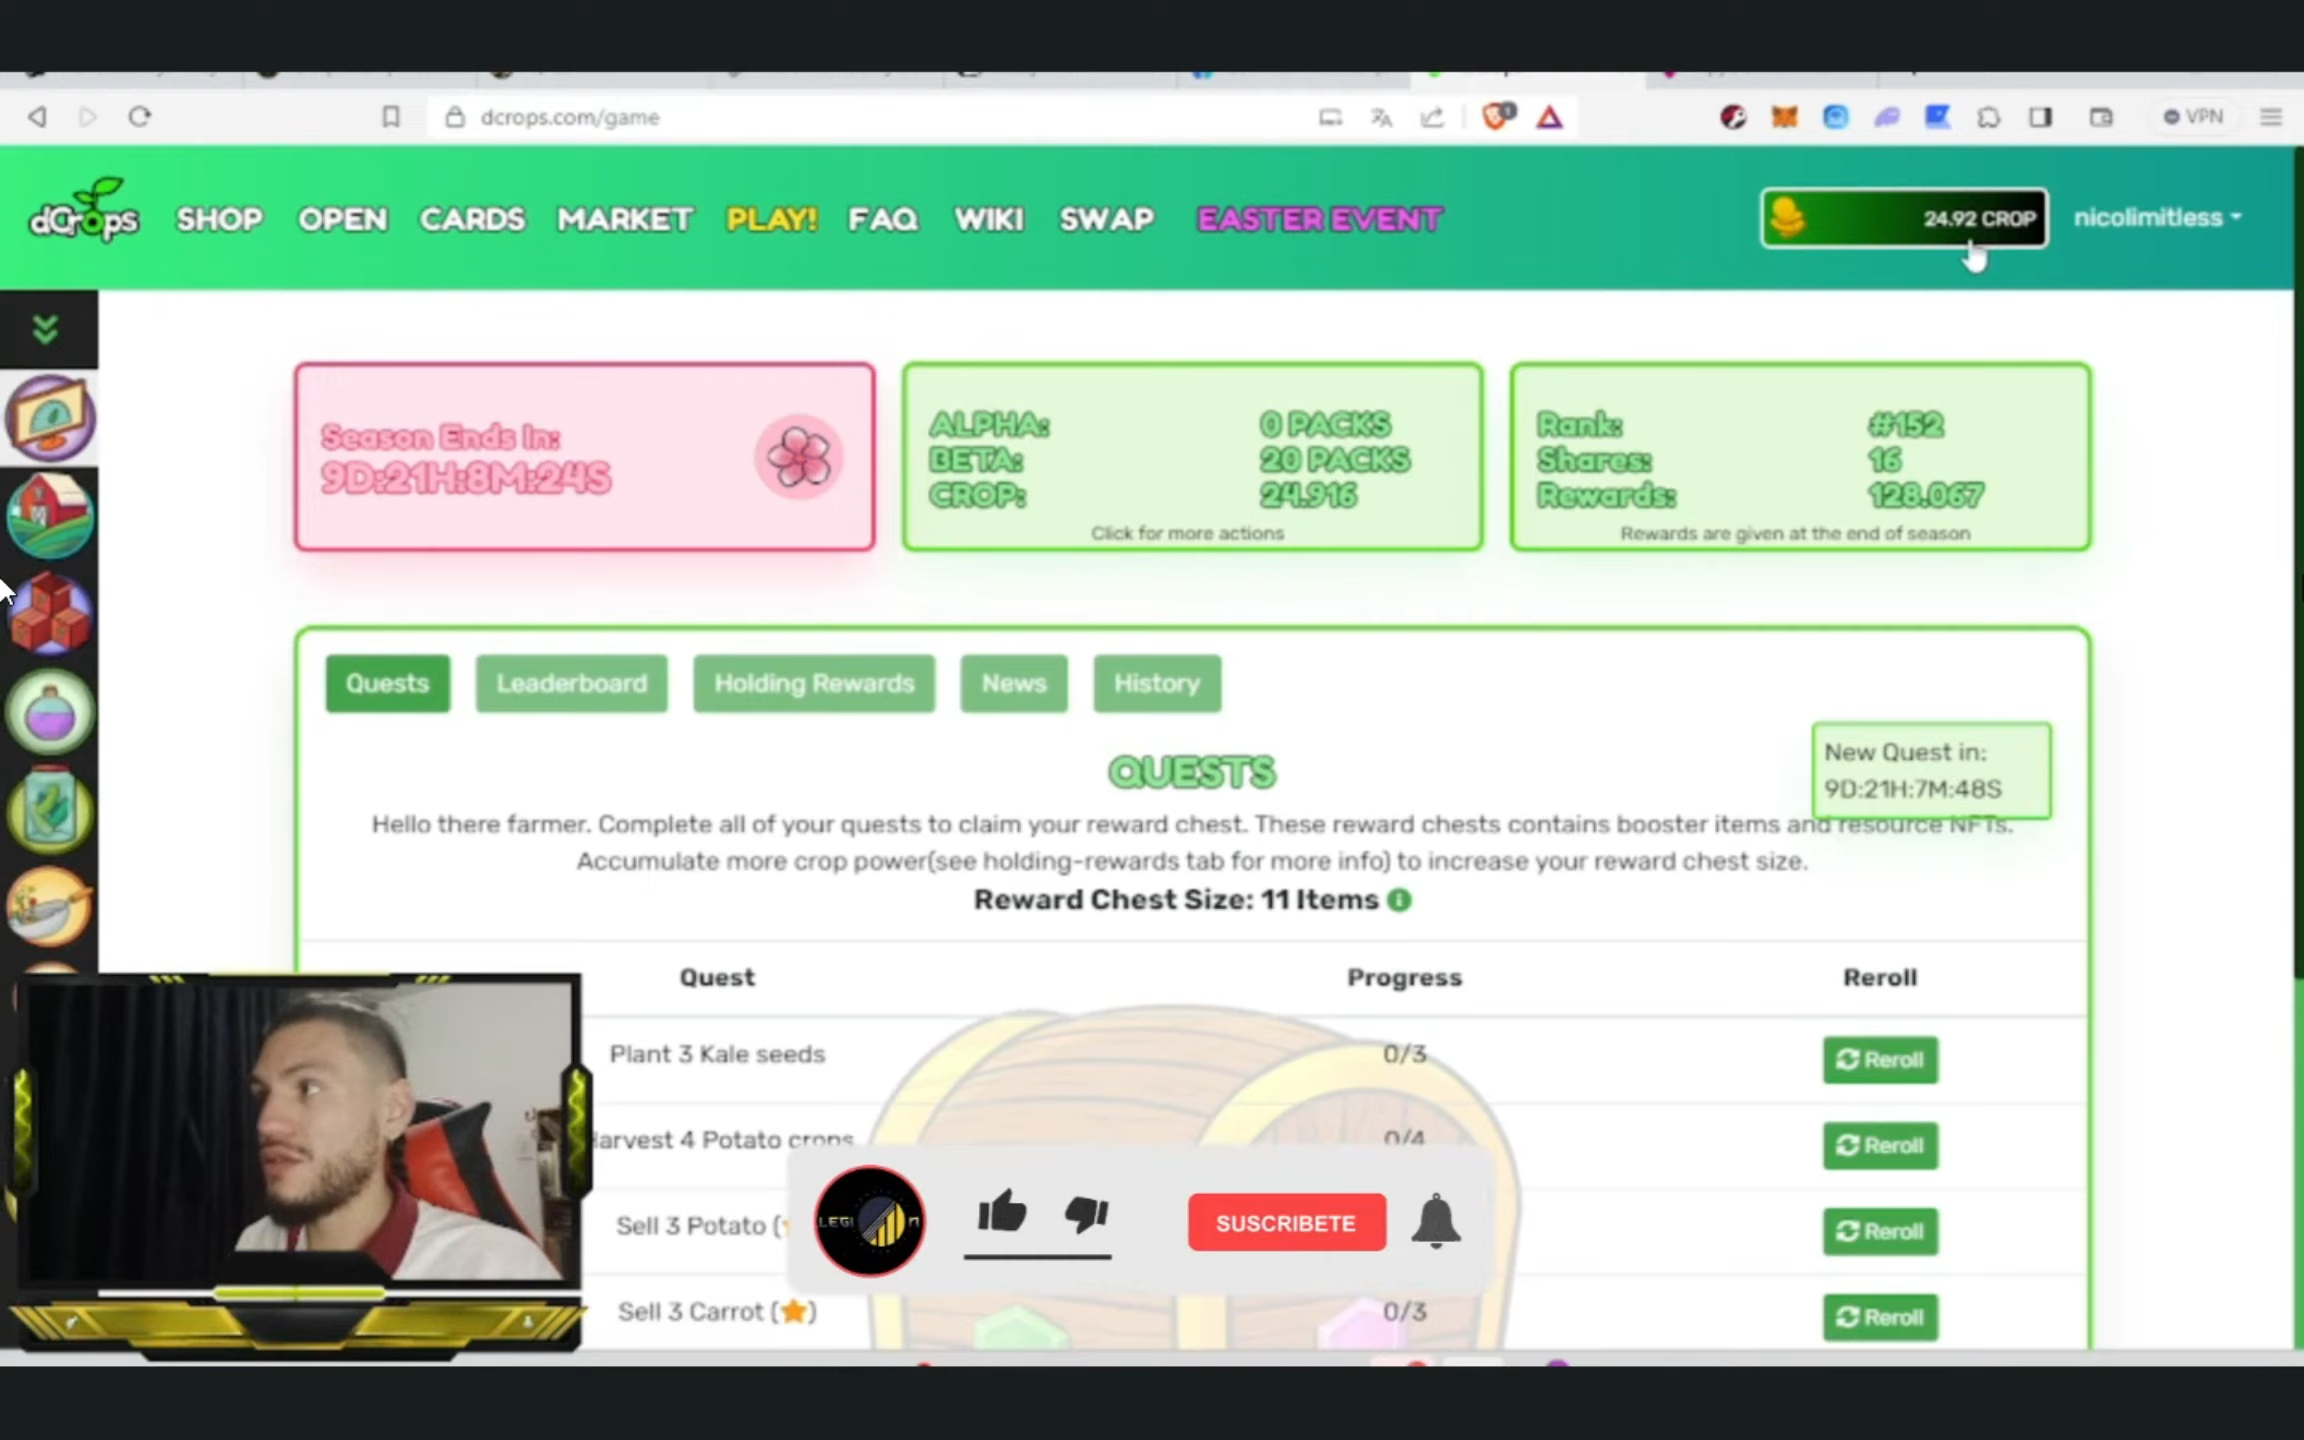 dcrops.com/game
VPN
dCrops
SHOP
OPEN
CARDS
MARKET
PLAY!
FAQ
WIKI
SWAP
EASTER EVENT
24.92 CROP
nicolimitless
Season Ends In:
9D:21H:8M:24S
ALPHA: 0 PACKS
BETA: 20 PACKS
CROP: 24.916
Click for more actions
Rank: #152
Shares: 16
Rewards: 128.067
Rewards are given at the end of season
Quests
Leaderboard
Holding Rewards
News
History
New Quest in:
9D:21H:7M:48S
QUESTS
Hello there farmer. Complete all of your quests to claim your reward chest. These reward chests contains booster items and resource NFTs.
Accumulate more crop power(see holding-rewards tab for more info) to increase your reward chest size.
Reward Chest Size: 11 Items
Quest Progress Reroll
Plant 3 Kale seeds 0/3 Reroll
Harvest 4 Potato crops 0/4 Reroll
Sell 3 Potato ( Reroll
LEGI N
SUSCRIBETE
Sell 3 Carrot (⭐) 0/3 Reroll